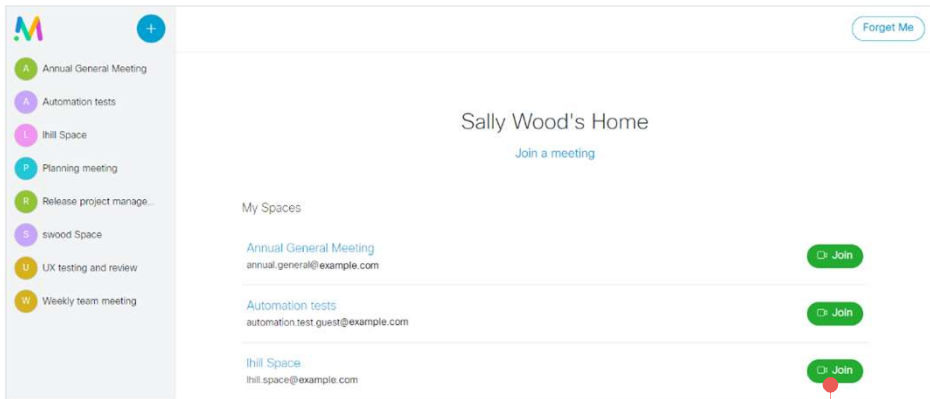 +
Forget Me
A Annual General Meeting
A Automation tests
L lhill Space
P Planning meeting
R Release project manage...
S swood Space
U UX testing and review
W Weekly team meeting
Sally Wood's Home
Join a meeting
My Spaces
Annual General Meeting
annual.general@example.com
Join
Automation tests
automation.test.guest@example.com
Join
lhill Space
lhill.space@example.com
Join